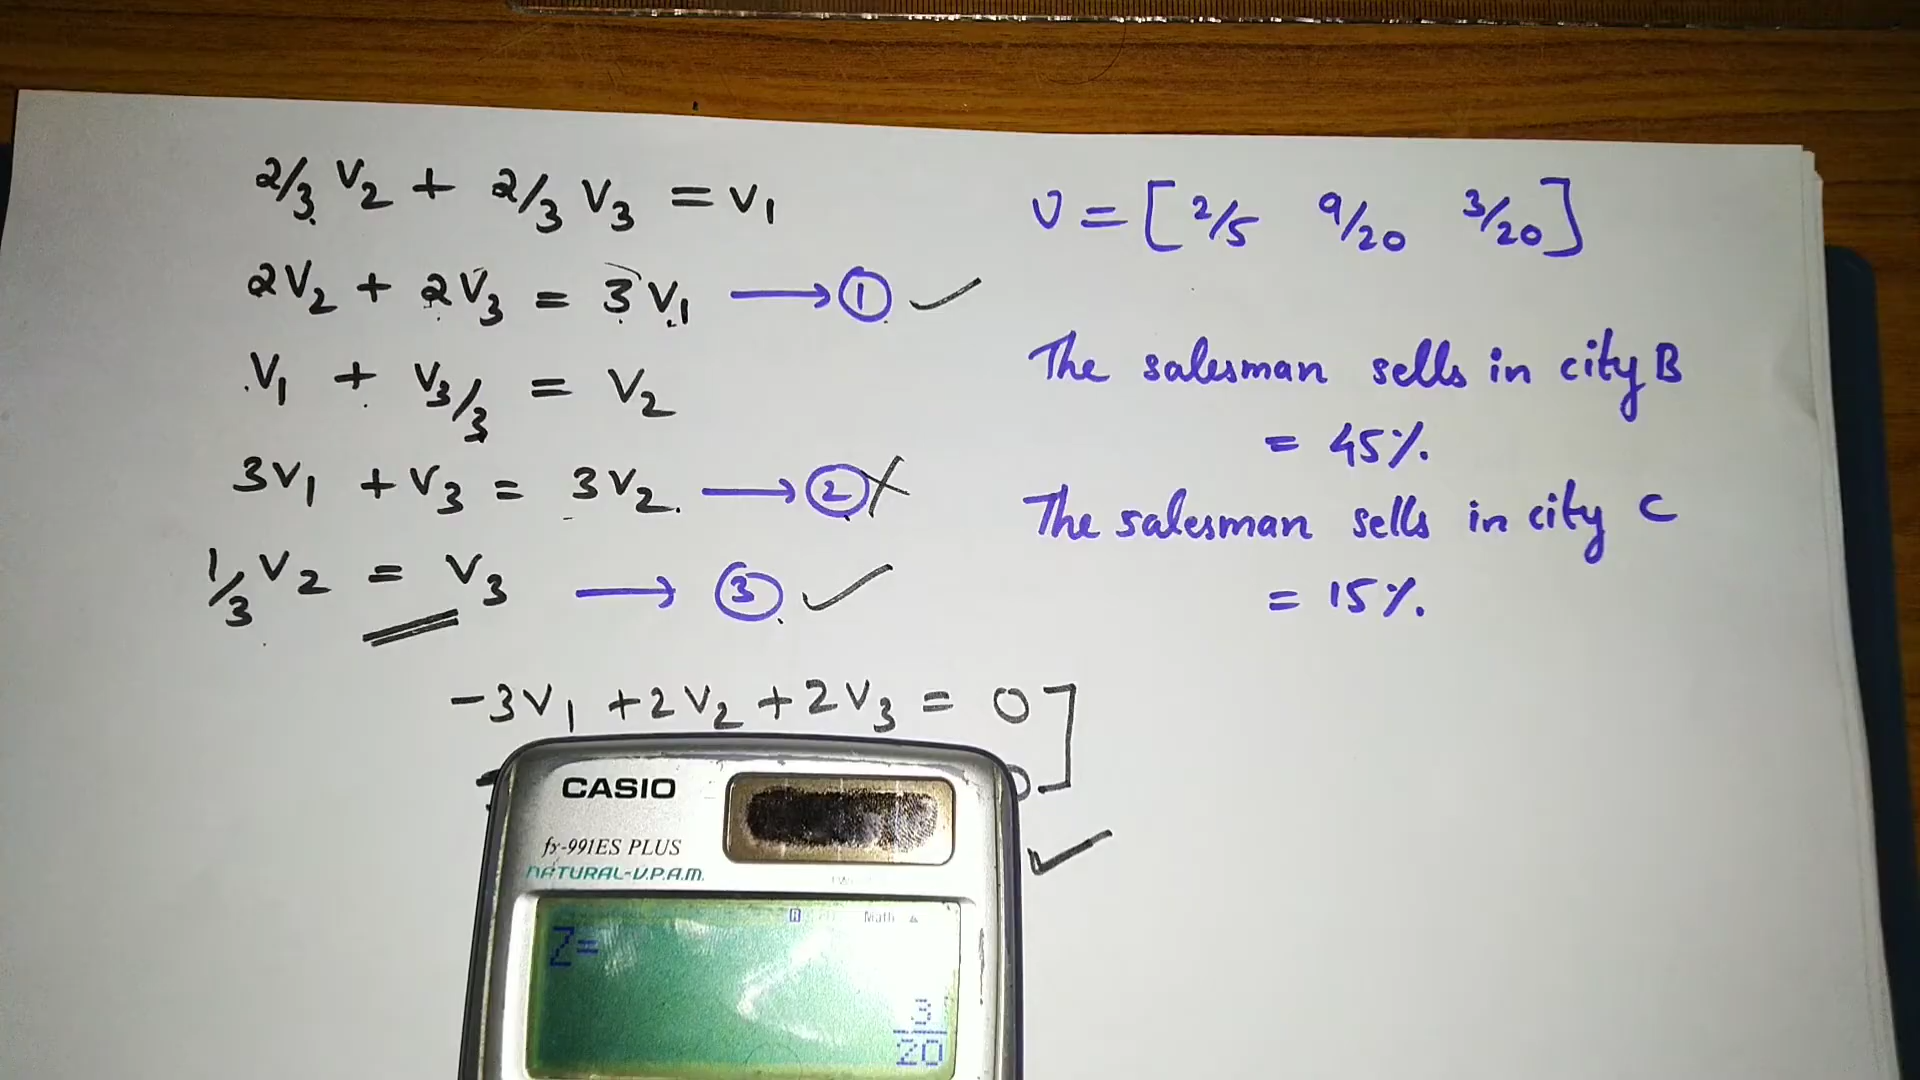 2/3 V2 + 2/3 V3 = V1
2V2 + 2V3 = 3V1 → ① ✓
V1 + V3/3 = V2
3V1 + V3 = 3V2. → ② X
1/3 V2 = V3 → ③ ✓
-3V1 + 2V2 + 2V3 = 0 ]
✓
V = [ 2/5 9/20 3/20 ]
The salesman sells in city B
= 45%.
The salesman sells in city C
= 15%.
CASIO
fx-991ES PLUS
NATURAL-V.P.A.M.
Math ▲
Z=
3/20